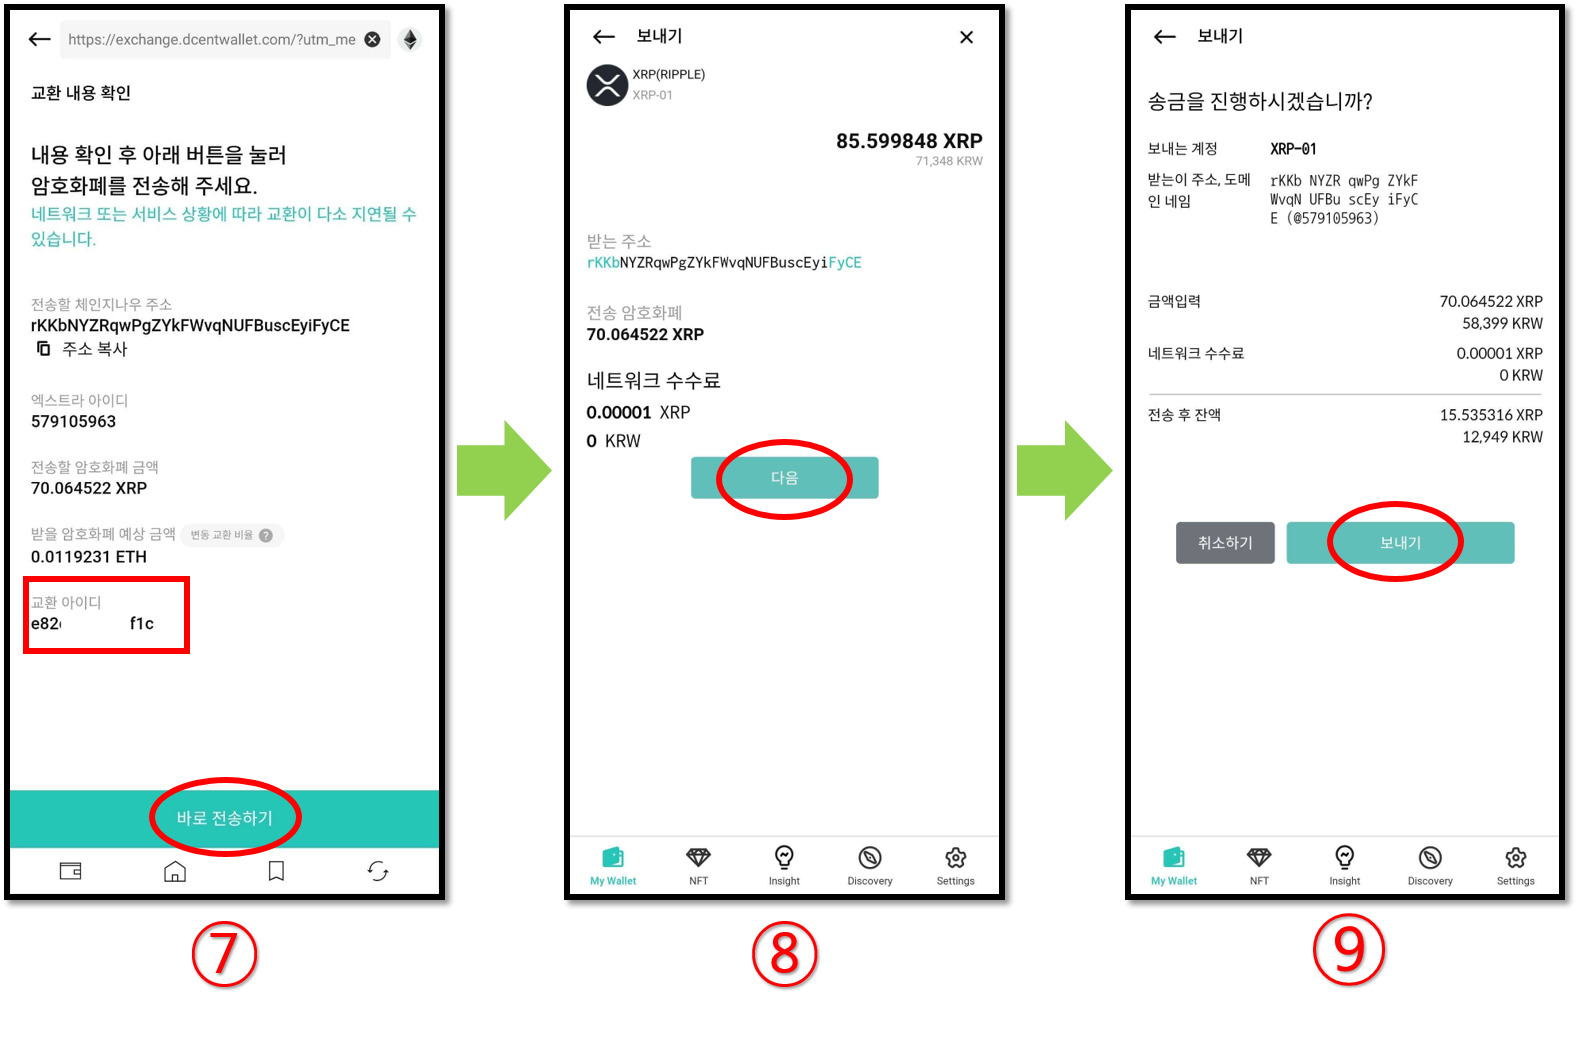 https://exchange.dcentwallet.com/?utm_me
교환 내용 확인
내용 확인 후 아래 버튼을 눌러
암호화폐를 전송해 주세요.
네트워크 또는 서비스 상황에 따라 교환이 다소 지연될 수
있습니다.
전송할 체인지나우 주소
rKKbNYZRqwPgZYkFWvqNUFBuscEyiFyCE
주소 복사
엑스트라 아이디
579105963
전송할 암호화폐 금액
70.064522 XRP
받을 암호화폐 예상 금액 변동 교환 비율 ?
0.0119231 ETH
교환 아이디
e82 f1c
바로 전송하기
⑦
보내기
XRP(RIPPLE)
XRP-01
85.599848 XRP
71,348 KRW
받는 주소
rKKbNYZRqwPgZYkFWvqNUFBuscEyiFyCE
전송 암호화폐
70.064522 XRP
네트워크 수수료
0.00001 XRP
0 KRW
다음
My Wallet NFT Insight Discovery Settings
⑧
보내기
송금을 진행하시겠습니까?
보내는 계정 XRP-01
받는이 주소, 도메
인 네임
rKKb NYZR qwPg ZYkF
WvqN UFBu scEy iFyC
E (@579105963)
금액입력 70.064522 XRP
58,399 KRW
네트워크 수수료 0.00001 XRP
0 KRW
전송 후 잔액 15.535316 XRP
12,949 KRW
취소하기 보내기
My Wallet NFT Insight Discovery Settings
⑨